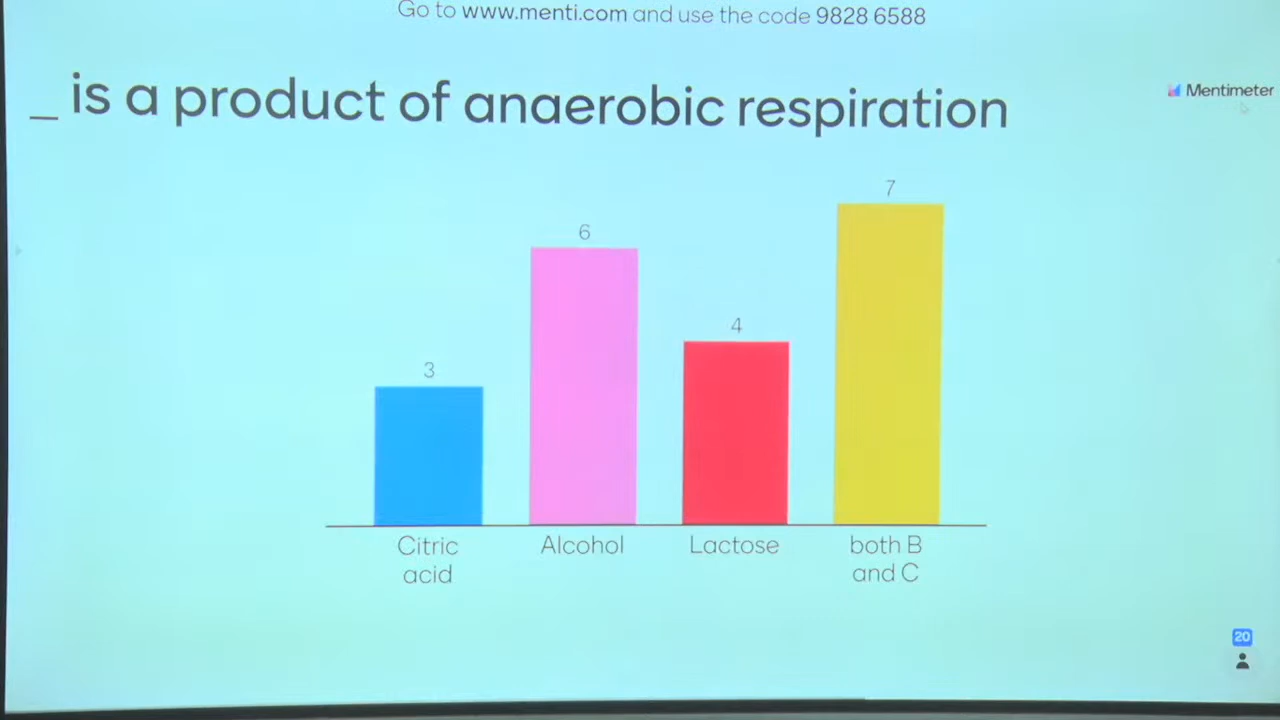 Go to www.menti.com and use the code 9828 6588
_ is a product of anaerobic respiration
Mentimeter
3
6
4
7
Citric
acid
Alcohol
Lactose
both B
and C
20